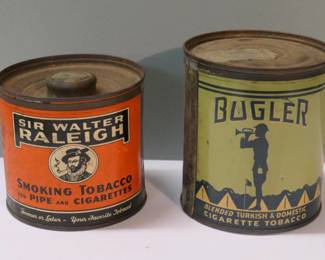 SIR WALTER
RALEIGH
SMOKING TOBACCO
FOR PIPE AND CIGARETTES
Sooner or Later - Your Favorite Tobacco
BUGLER
BLENDED TURKISH & DOMESTIC
CIGARETTE TOBACCO